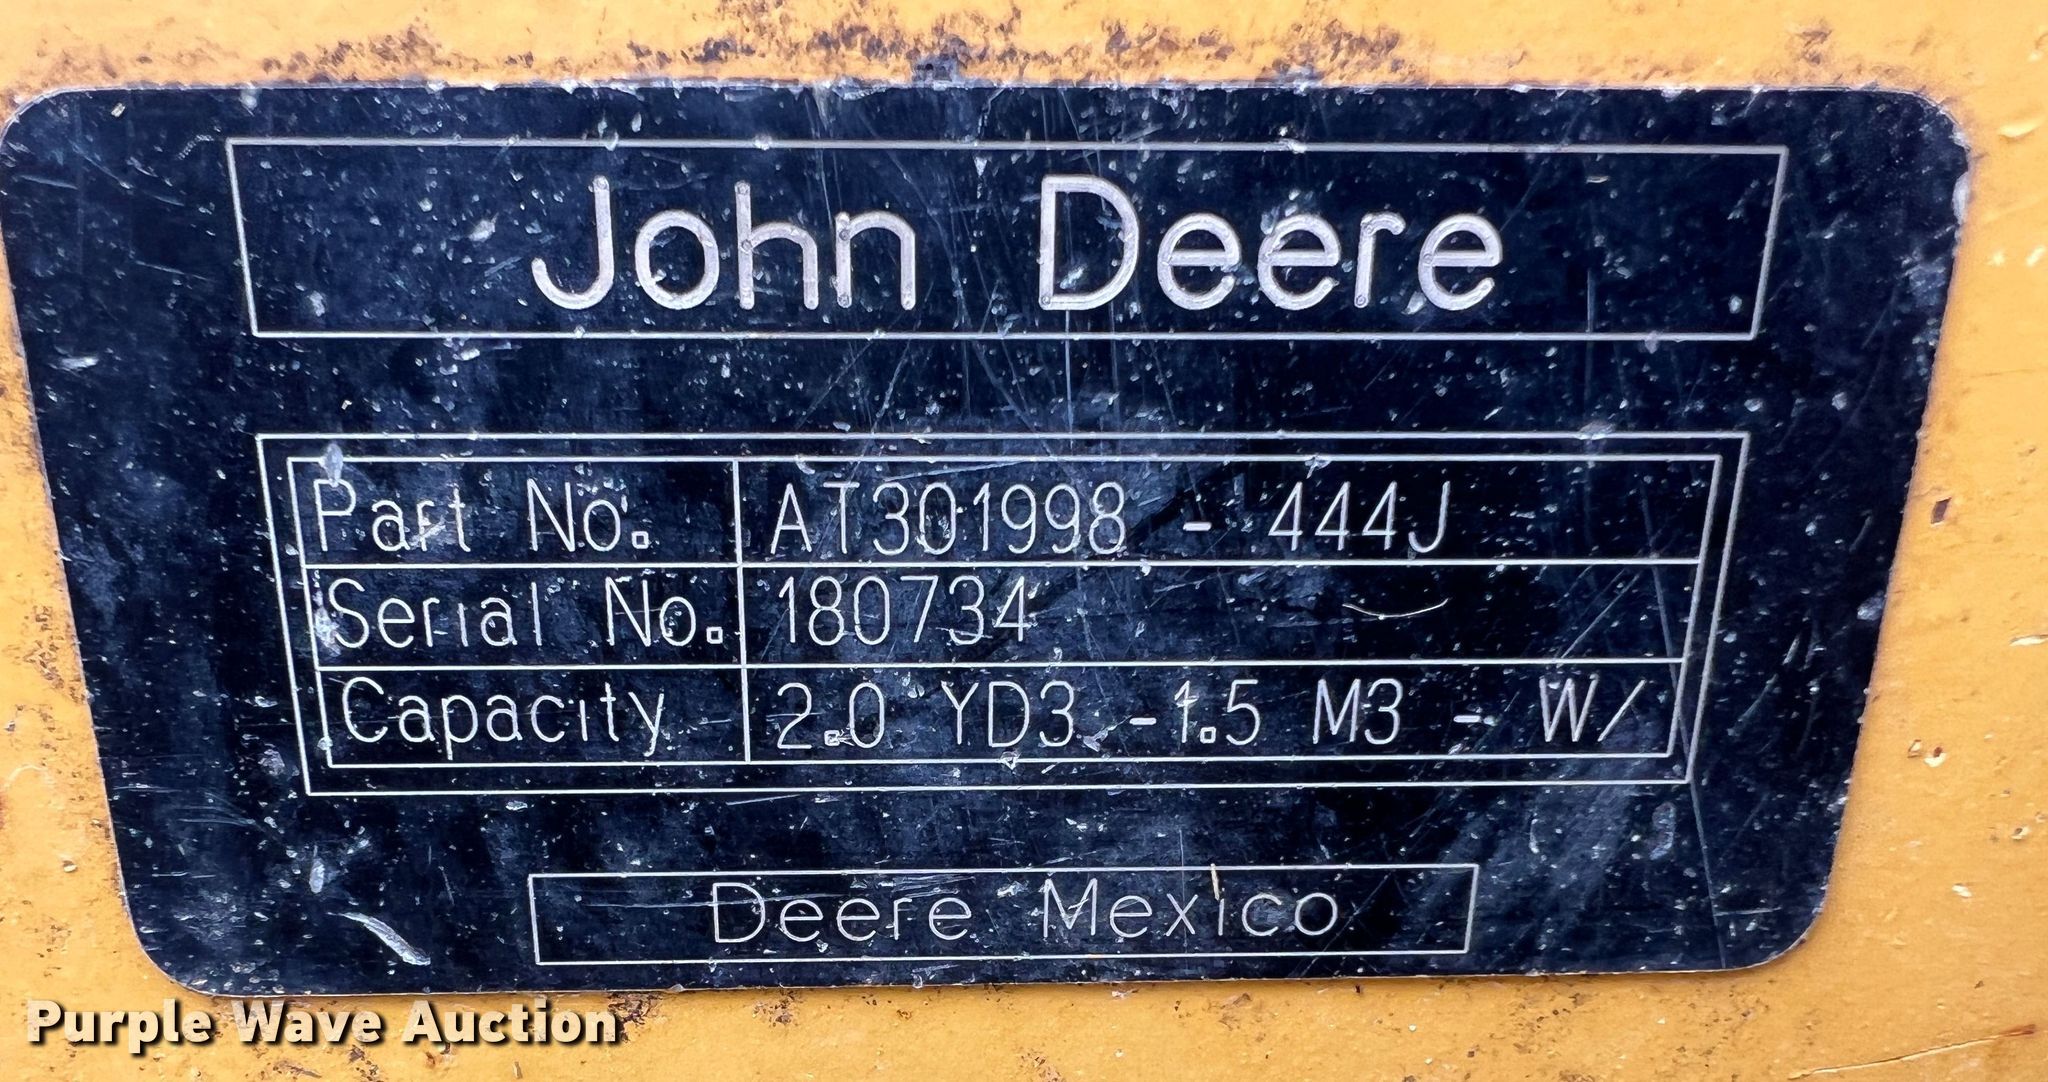 John Deere
Part No. AT301998 - 444J
Serial No. 180734
Capacity 2.0 YD3 -1.5 M3 - W/
Deere Mexico
Purple Wave Auction